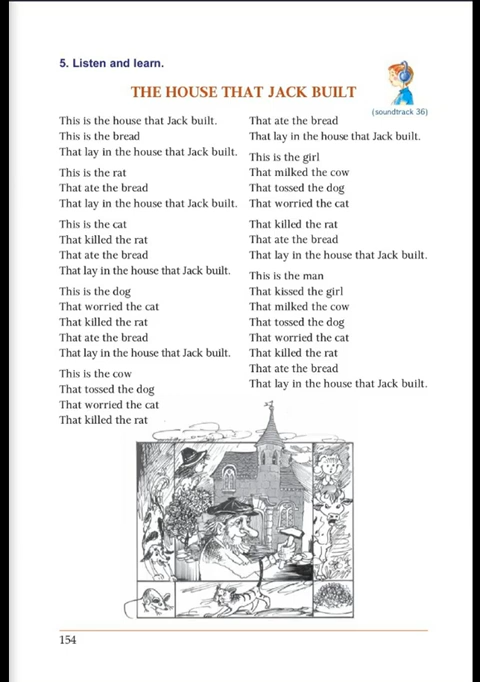 5. Listen and learn.
THE HOUSE THAT JACK BUILT
(soundtrack 36)
This is the house that Jack built.
This is the bread
That lay in the house that Jack built.
This is the rat
That ate the bread
That lay in the house that Jack built.
This is the cat
That killed the rat
That ate the bread
That lay in the house that Jack built.
This is the dog
That worried the cat
That killed the rat
That ate the bread
That lay in the house that Jack built.
This is the cow
That tossed the dog
That worried the cat
That killed the rat
That ate the bread
That lay in the house that Jack built.
This is the girl
That milked the cow
That tossed the dog
That worried the cat
That killed the rat
That ate the bread
That lay in the house that Jack built.
This is the man
That kissed the girl
That milked the cow
That tossed the dog
That worried the cat
That killed the rat
That ate the bread
That lay in the house that Jack built.
154